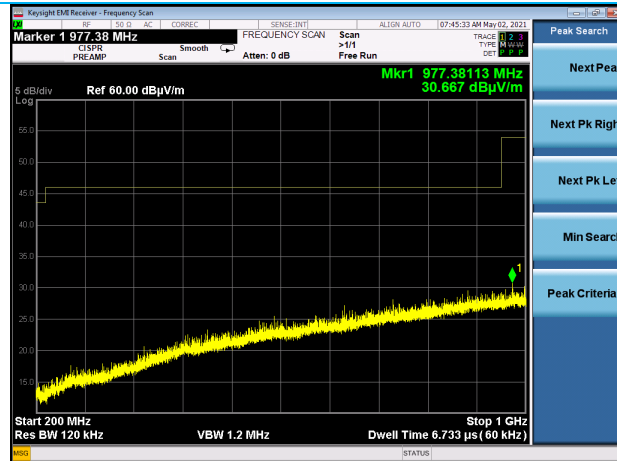 Keysight EMI Receiver - Frequency Scan
RF 50 Ω AC CORREC SENSE:INT ALIGN AUTO 07:45:33 AM May 02, 2021
Marker 1 977.38 MHz FREQUENCY SCAN Scan TRACE 1 2 3
CISPR Smooth >1/1 TYPE M W W
PREAMP Scan Atten: 0 dB Free Run DET P P P
Mkr1 977.38113 MHz
5 dB/div Ref 60.00 dBµV/m 30.667 dBµV/m
Log
55.0
50.0
45.0
40.0
35.0
1
30.0
25.0
20.0
15.0
Start 200 MHz Stop 1 GHz
Res BW 120 kHz VBW 1.2 MHz Dwell Time 6.733 µs (60 kHz)
MSG STATUS
Peak Search
Next Pea
Next Pk Righ
Next Pk Le
Min Searc
Peak Criteria